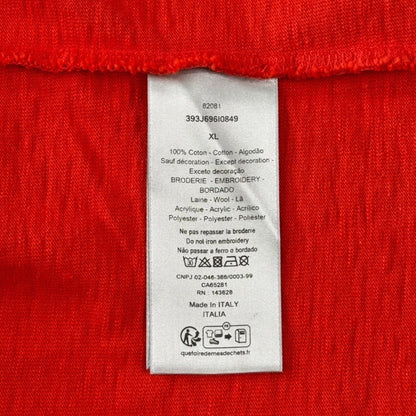 82081
393J696I0849
XL
100% Coton - Cotton - Algodão
Sauf décoration - Except decoration -
Exceto decoração
BRODERIE - EMBROIDERY -
BORDADO
Laine - Wool - Lã
Acrylique - Acrylic - Acrílico
Polyester - Polyester - Poliéster
Ne pas repasser la broderie
Do not iron embroidery
Não passar a ferro o bordado
CNPJ 02-046-386/0003-99
CA65281
RN : 143628
Made In ITALY
ITALIA
quefairedemesdechets.fr